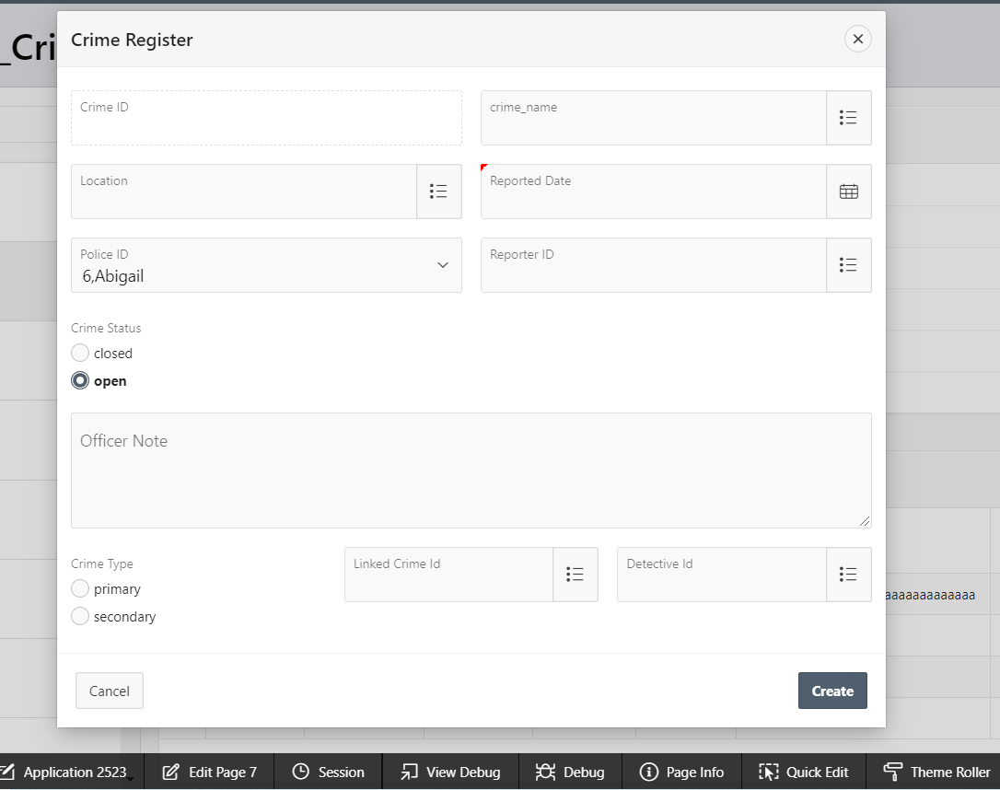 _Cri
Crime Register
Crime ID
crime_name
Location
Reported Date
Police ID
6,Abigail
Reporter ID
Crime Status
closed
open
Officer Note
Crime Type
primary
secondary
Linked Crime Id
Detective Id
aaaaaaaaaaaaa
Cancel
Create
Application 2523
Edit Page 7
Session
View Debug
Debug
Page Info
Quick Edit
Theme Roller